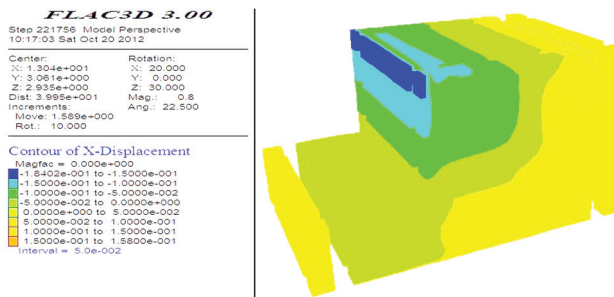 FLAC3D 3.00
Step 221756 Model Perspective
10:17:03 Sat Oct 20 2012
Center: Rotation:
X: 1.304e+001 X: 20.000
Y: 3.061e+000 Y: 0.000
Z: 2.935e+001 Z: 30.000
Dist: 3.995e+001 Mag.: 0.8
Increments: Ang.: 22.500
Move: 1.589e+000
Rot.: 10.000
Contour of X-Displacement
Magfac = 0.000e+000
-1.8402e-001 to -1.5000e-001
-1.5000e-001 to -1.0000e-001
-1.0000e-001 to -5.0000e-002
-5.0000e-002 to 0.0000e+000
0.0000e+000 to 5.0000e-002
5.0000e-002 to 1.0000e-001
1.0000e-001 to 1.5000e-001
1.5000e-001 to 1.5800e-001
Interval = 5.0e-002